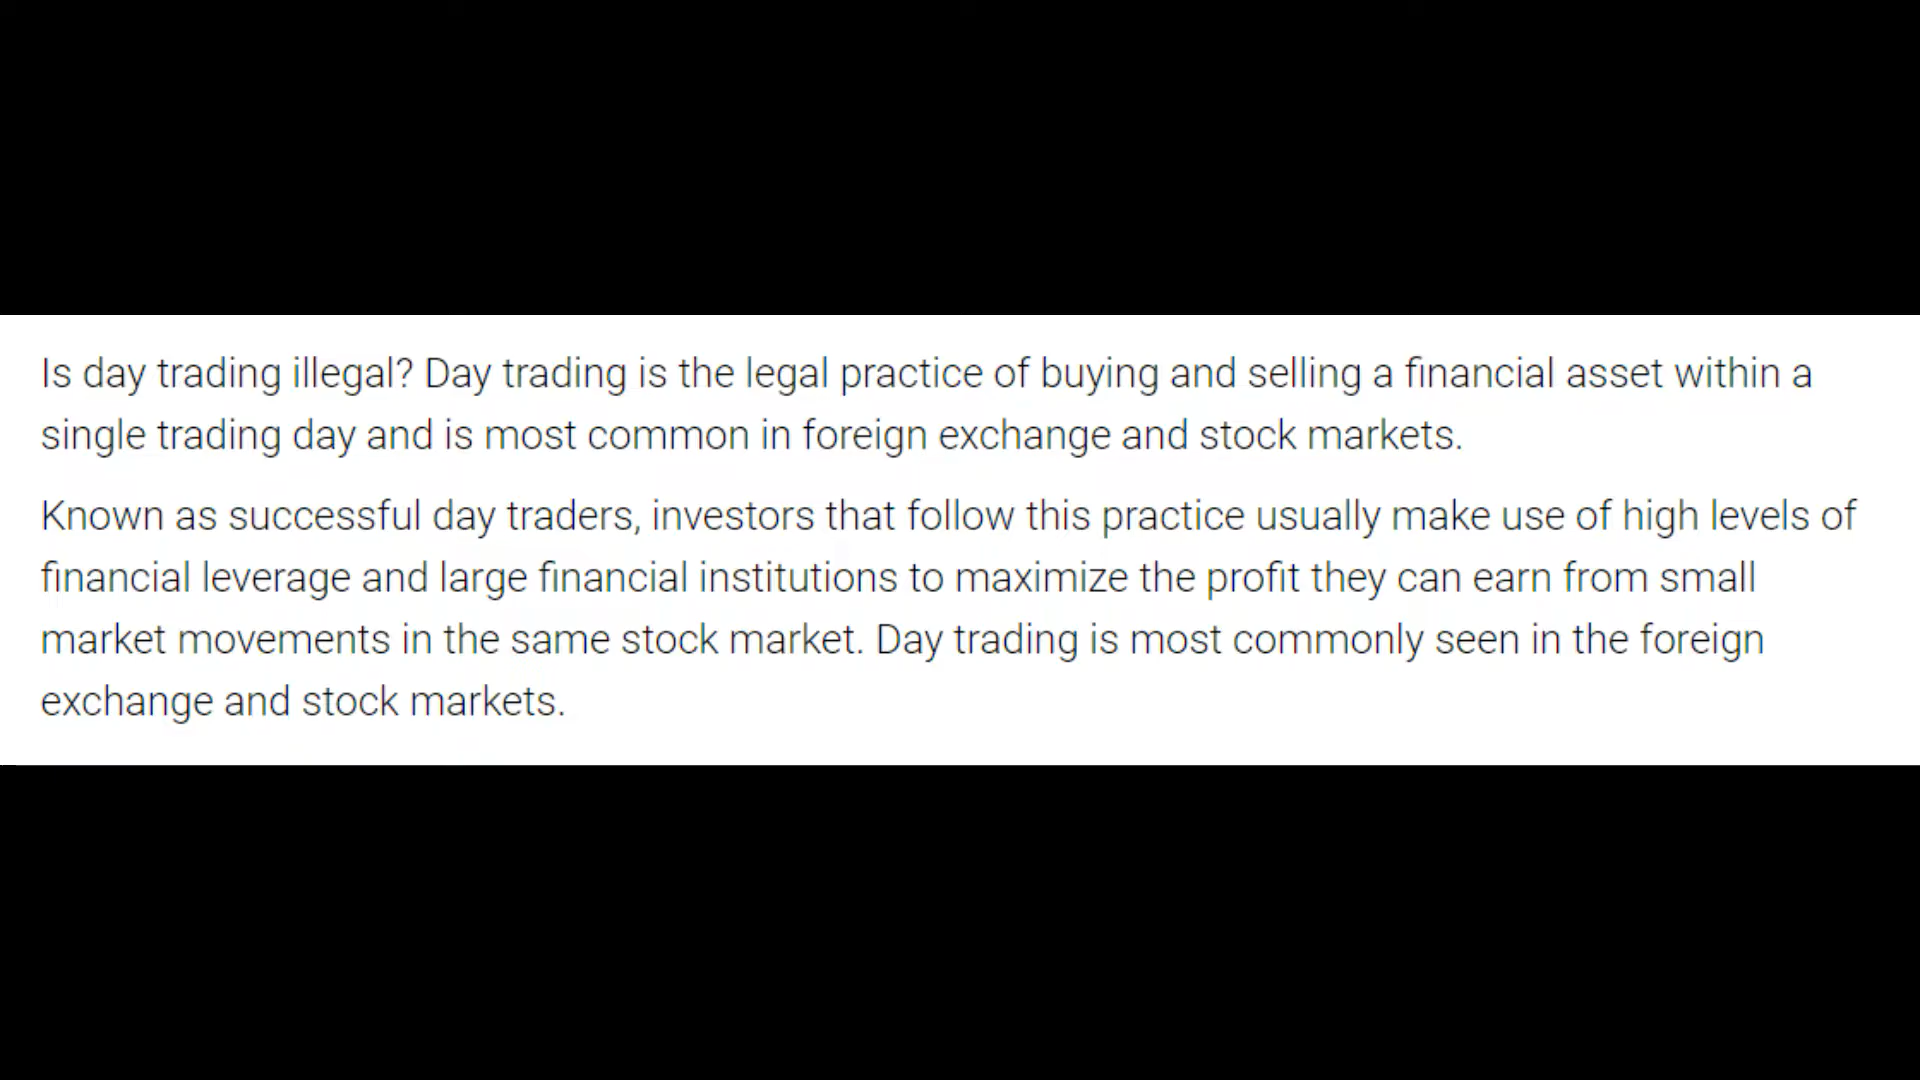 Is day trading illegal? Day trading is the legal practice of buying and selling a financial asset within a
single trading day and is most common in foreign exchange and stock markets.
Known as successful day traders, investors that follow this practice usually make use of high levels of
financial leverage and large financial institutions to maximize the profit they can earn from small
market movements in the same stock market. Day trading is most commonly seen in the foreign
exchange and stock markets.